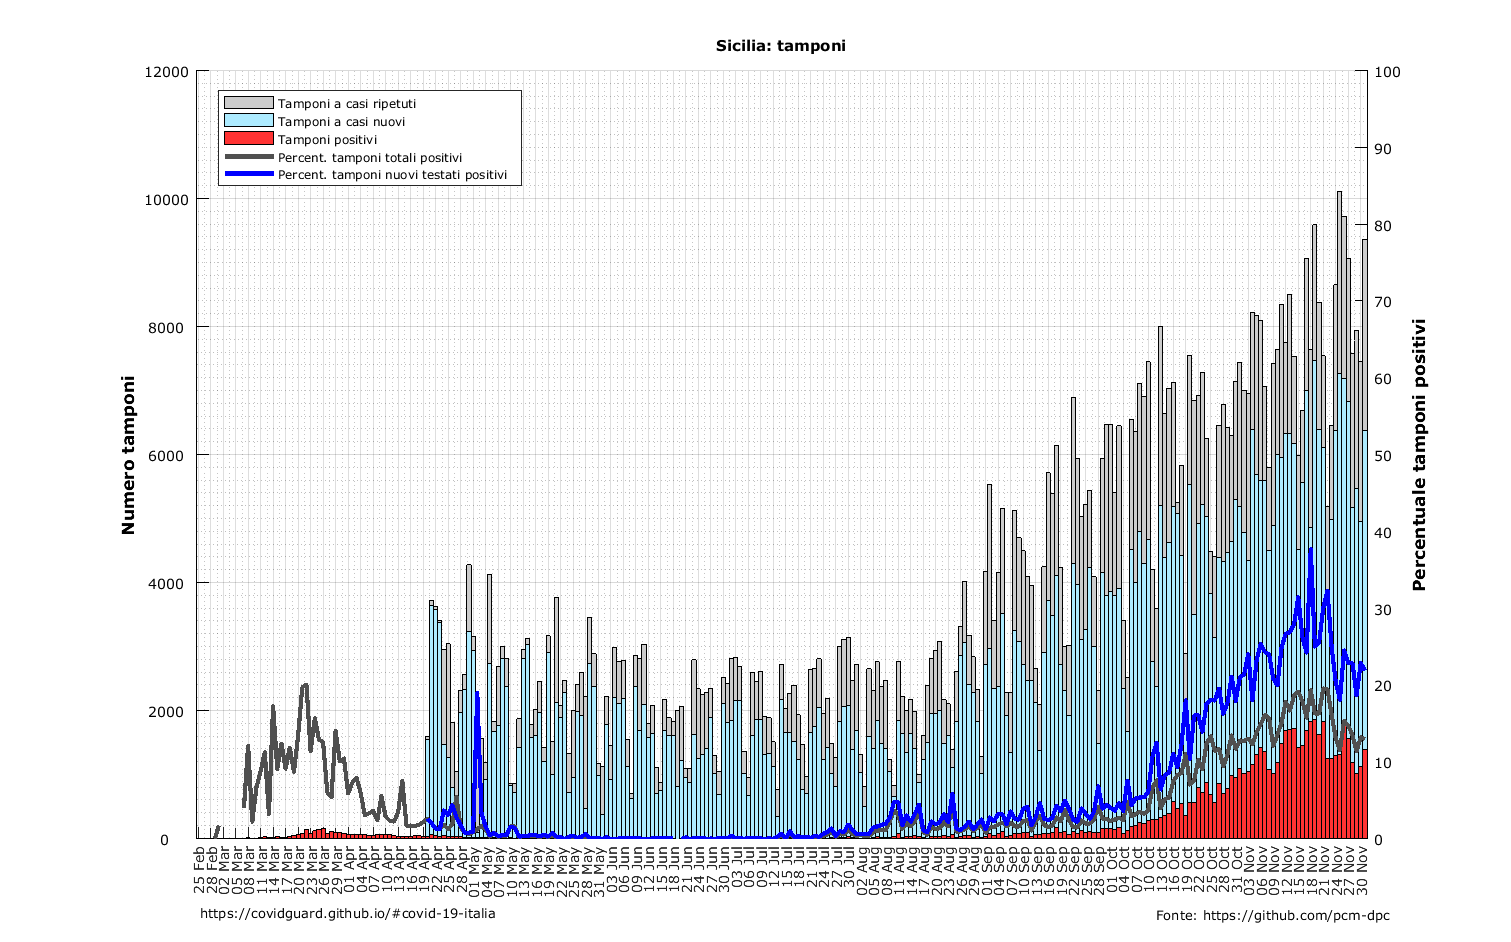 Sicilia: tamponi
Tamponi a casi ripetuti
Tamponi a casi nuovi
Tamponi positivi
Percent. tamponi totali positivi
Percent. tamponi nuovi testati positivi
Numero tamponi
12000
10000
8000
6000
4000
2000
0
100
90
80
70
60
50
40
30
20
10
0
Percentuale tamponi positivi
25 Feb
28 Feb
02 Mar
05 Mar
08 Mar
11 Mar
14 Mar
17 Mar
20 Mar
23 Mar
26 Mar
29 Mar
01 Apr
04 Apr
07 Apr
10 Apr
13 Apr
16 Apr
19 Apr
22 Apr
25 Apr
28 Apr
01 May
04 May
07 May
10 May
13 May
16 May
19 May
22 May
25 May
28 May
31 May
03 Jun
06 Jun
09 Jun
12 Jun
15 Jun
18 Jun
21 Jun
24 Jun
27 Jun
30 Jun
03 Jul
06 Jul
09 Jul
12 Jul
15 Jul
18 Jul
21 Jul
24 Jul
27 Jul
30 Jul
02 Aug
05 Aug
08 Aug
11 Aug
14 Aug
17 Aug
20 Aug
23 Aug
26 Aug
29 Aug
01 Sep
04 Sep
07 Sep
10 Sep
13 Sep
16 Sep
19 Sep
22 Sep
25 Sep
28 Sep
01 Oct
04 Oct
07 Oct
10 Oct
13 Oct
16 Oct
19 Oct
22 Oct
25 Oct
28 Oct
31 Oct
03 Nov
06 Nov
09 Nov
12 Nov
15 Nov
18 Nov
21 Nov
24 Nov
27 Nov
30 Nov
https://covidguard.github.io/#covid-19-italia
Fonte: https://github.com/pcm-dpc